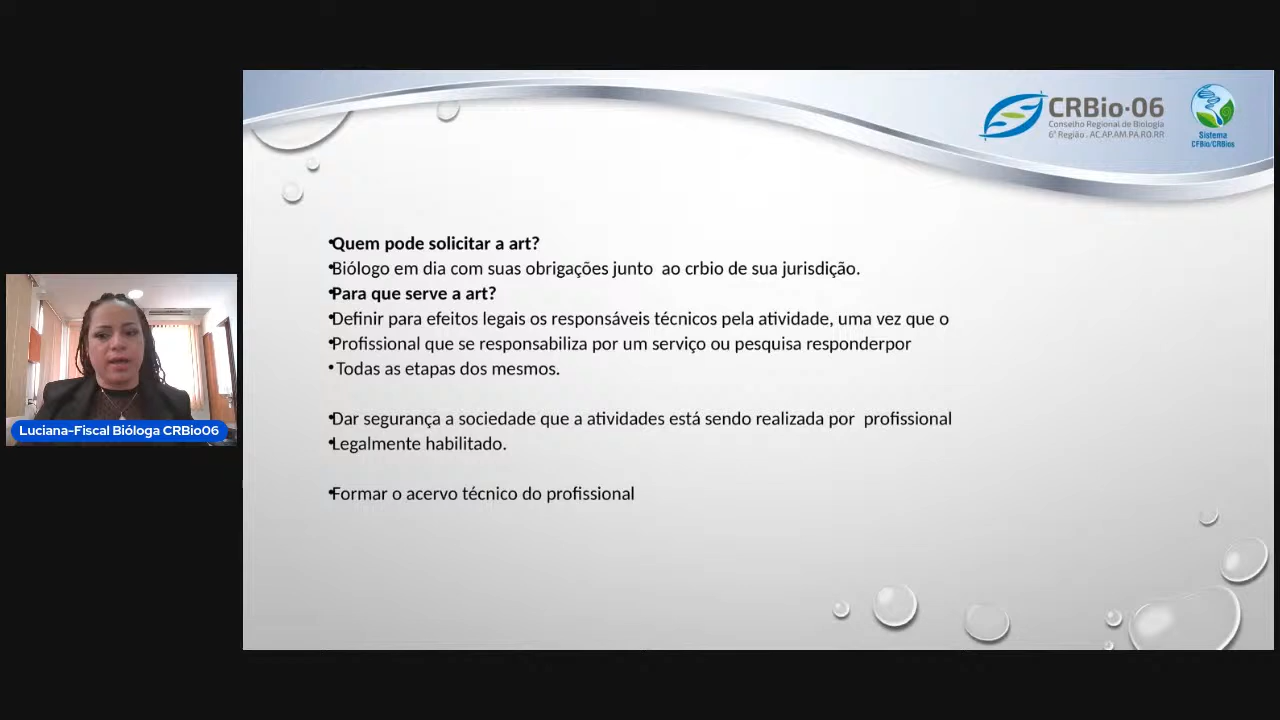 CRBio·06
Conselho Regional de Biologia
6ª Região . AC.AP.AM.PA.RO.RR
Sistema
CFBio/CRBios
•Quem pode solicitar a art?
•Biólogo em dia com suas obrigações junto  ao crbio de sua jurisdição.
•Para que serve a art?
•Definir para efeitos legais os responsáveis técnicos pela atividade, uma vez que o
•Profissional que se responsabiliza por um serviço ou pesquisa responderpor
• Todas as etapas dos mesmos.
•Dar segurança a sociedade que a atividades está sendo realizada por  profissional
•Legalmente habilitado.
•Formar o acervo técnico do profissional
Luciana-Fiscal Bióloga CRBio06